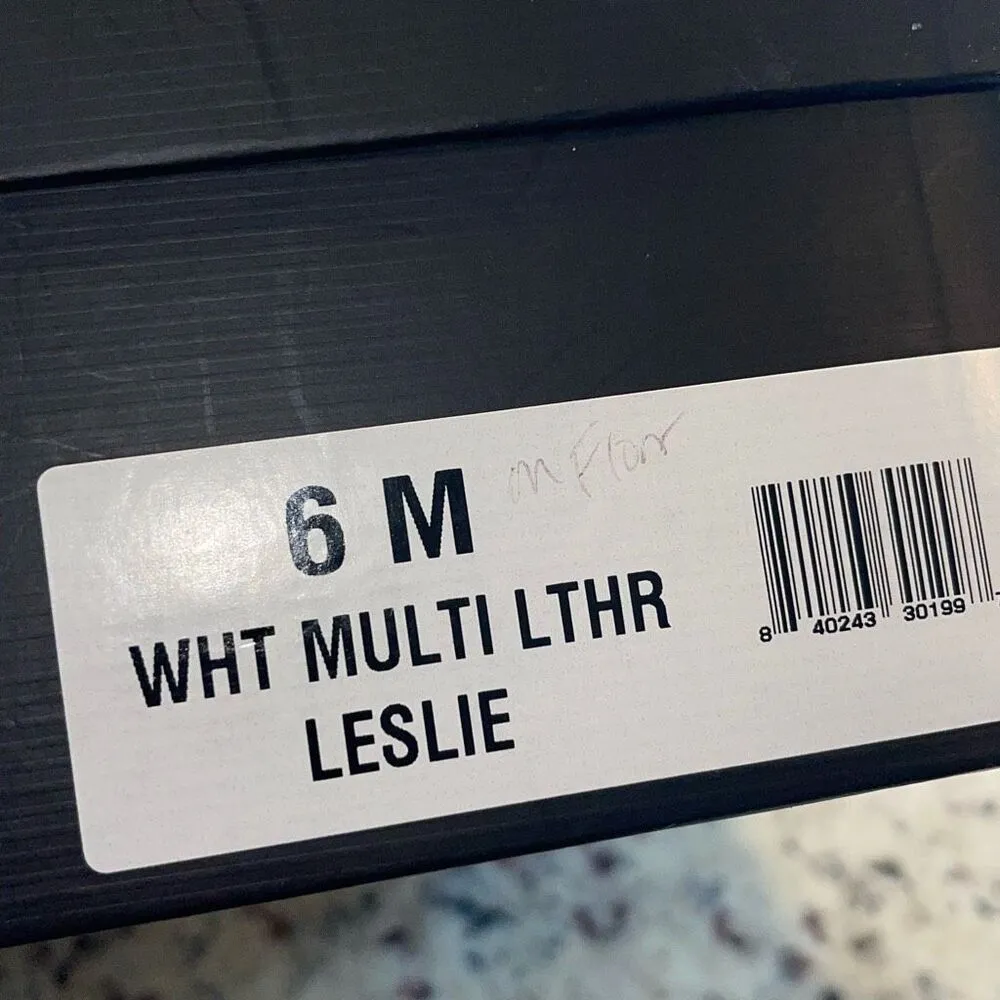 6 M
WHT MULTI LTHR
LESLIE
8 40243 30199